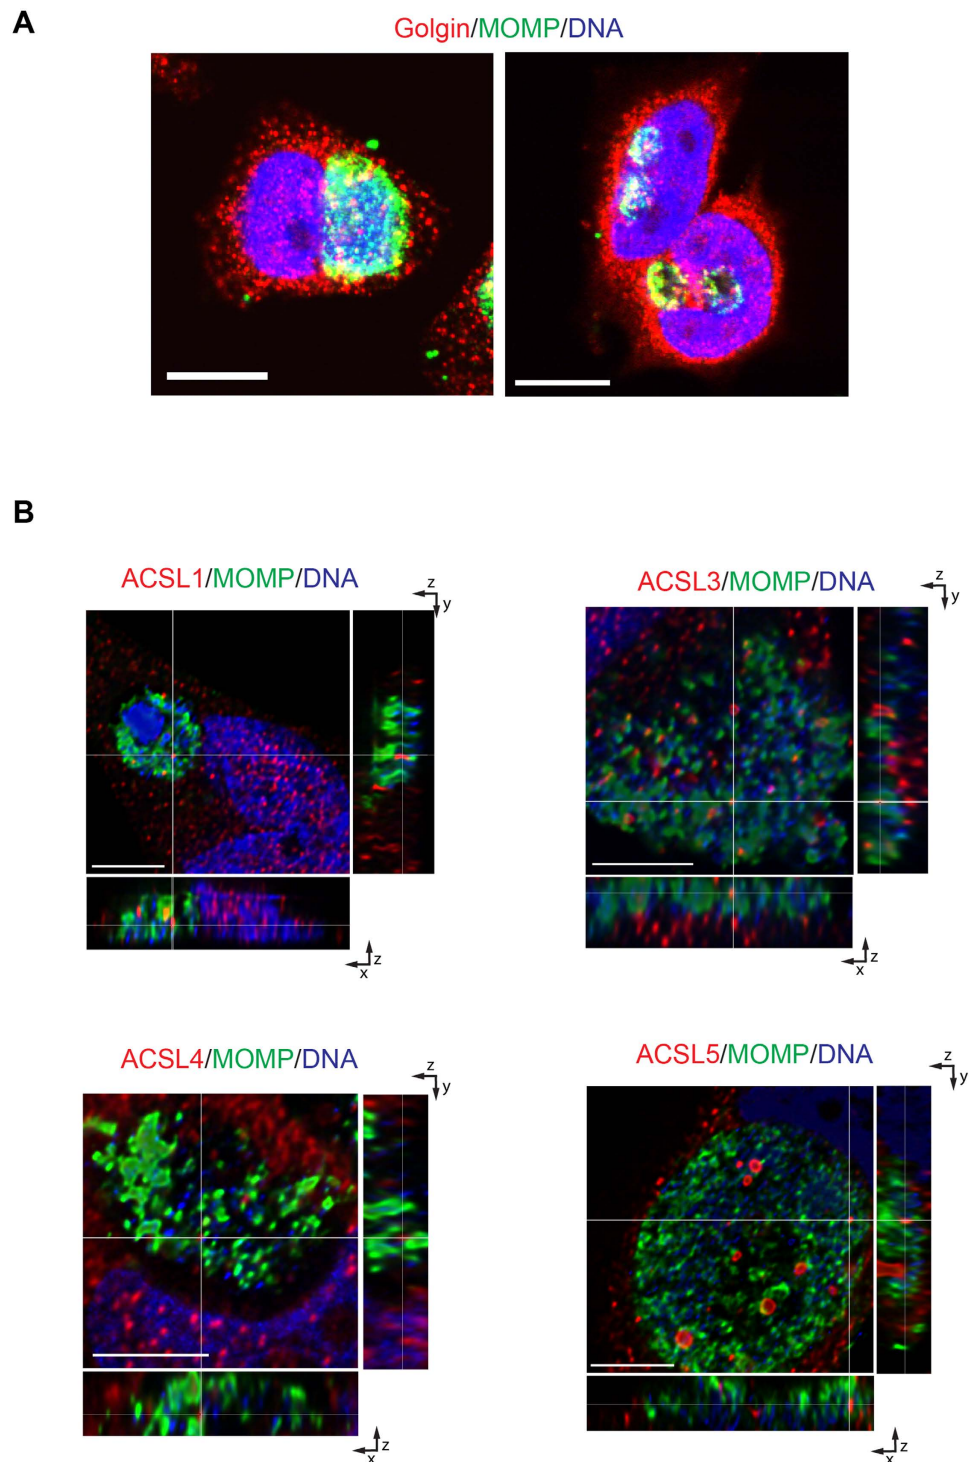 A
Golgin/MOMP/DNA
B
ACSL1/MOMP/DNA
z
y
z
x
ACSL3/MOMP/DNA
z
y
z
x
ACSL4/MOMP/DNA
z
y
z
x
ACSL5/MOMP/DNA
z
y
z
x